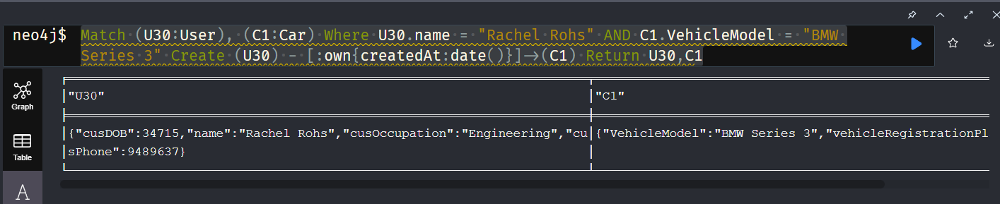 neo4j$ Match (U30:User), (C1:Car) Where U30.name = "Rachel Rohs" AND C1.VehicleModel = "BMW
Series 3" Create (U30) - [:own{createdAt:date()}]->(C1) Return U30,C1
Graph
Table
A
"U30" "C1"
{"cusDOB":34715,"name":"Rachel Rohs","cusOccupation":"Engineering","cu {"VehicleModel":"BMW Series 3","vehicleRegistrationPl
sPhone":9489637}